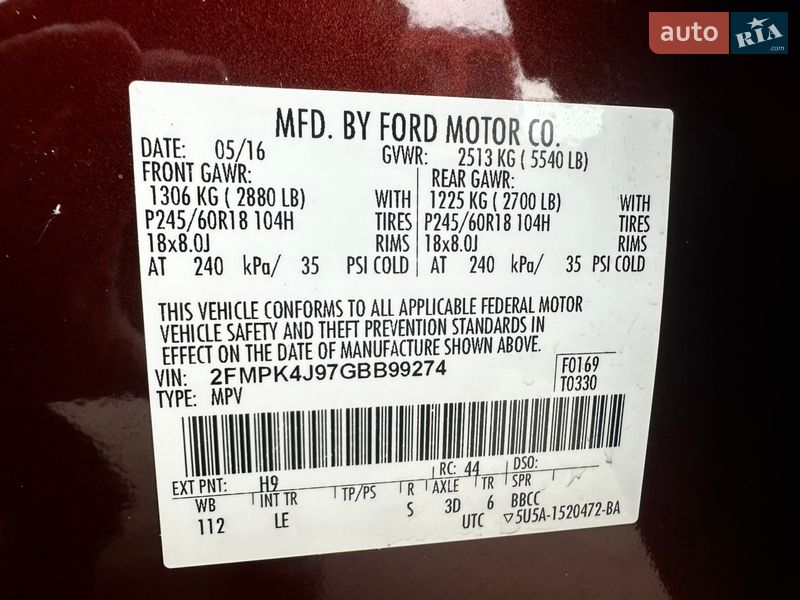 auto RIA
.com
MFD. BY FORD MOTOR CO.
DATE: 05/16 GVWR: 2513 KG ( 5540 LB)
FRONT GAWR: REAR GAWR:
1306 KG ( 2880 LB) WITH 1225 KG ( 2700 LB) WITH
P245/60R18 104H TIRES P245/60R18 104H TIRES
18x8.0J RIMS 18x8.0J RIMS
AT 240 kPa/ 35 PSI COLD AT 240 kPa/ 35 PSI COLD
THIS VEHICLE CONFORMS TO ALL APPLICABLE FEDERAL MOTOR
VEHICLE SAFETY AND THEFT PREVENTION STANDARDS IN
EFFECT ON THE DATE OF MANUFACTURE SHOWN ABOVE.
VIN: 2FMPK4J97GBB99274 F0169
TYPE: MPV T0330
EXT PNT: H9 RC: 44 DSO:
WB INT TR TP/PS R AXLE TR SPR
112 LE S 3D 6 BBCC
UTC ▽5U5A-1520472-BA